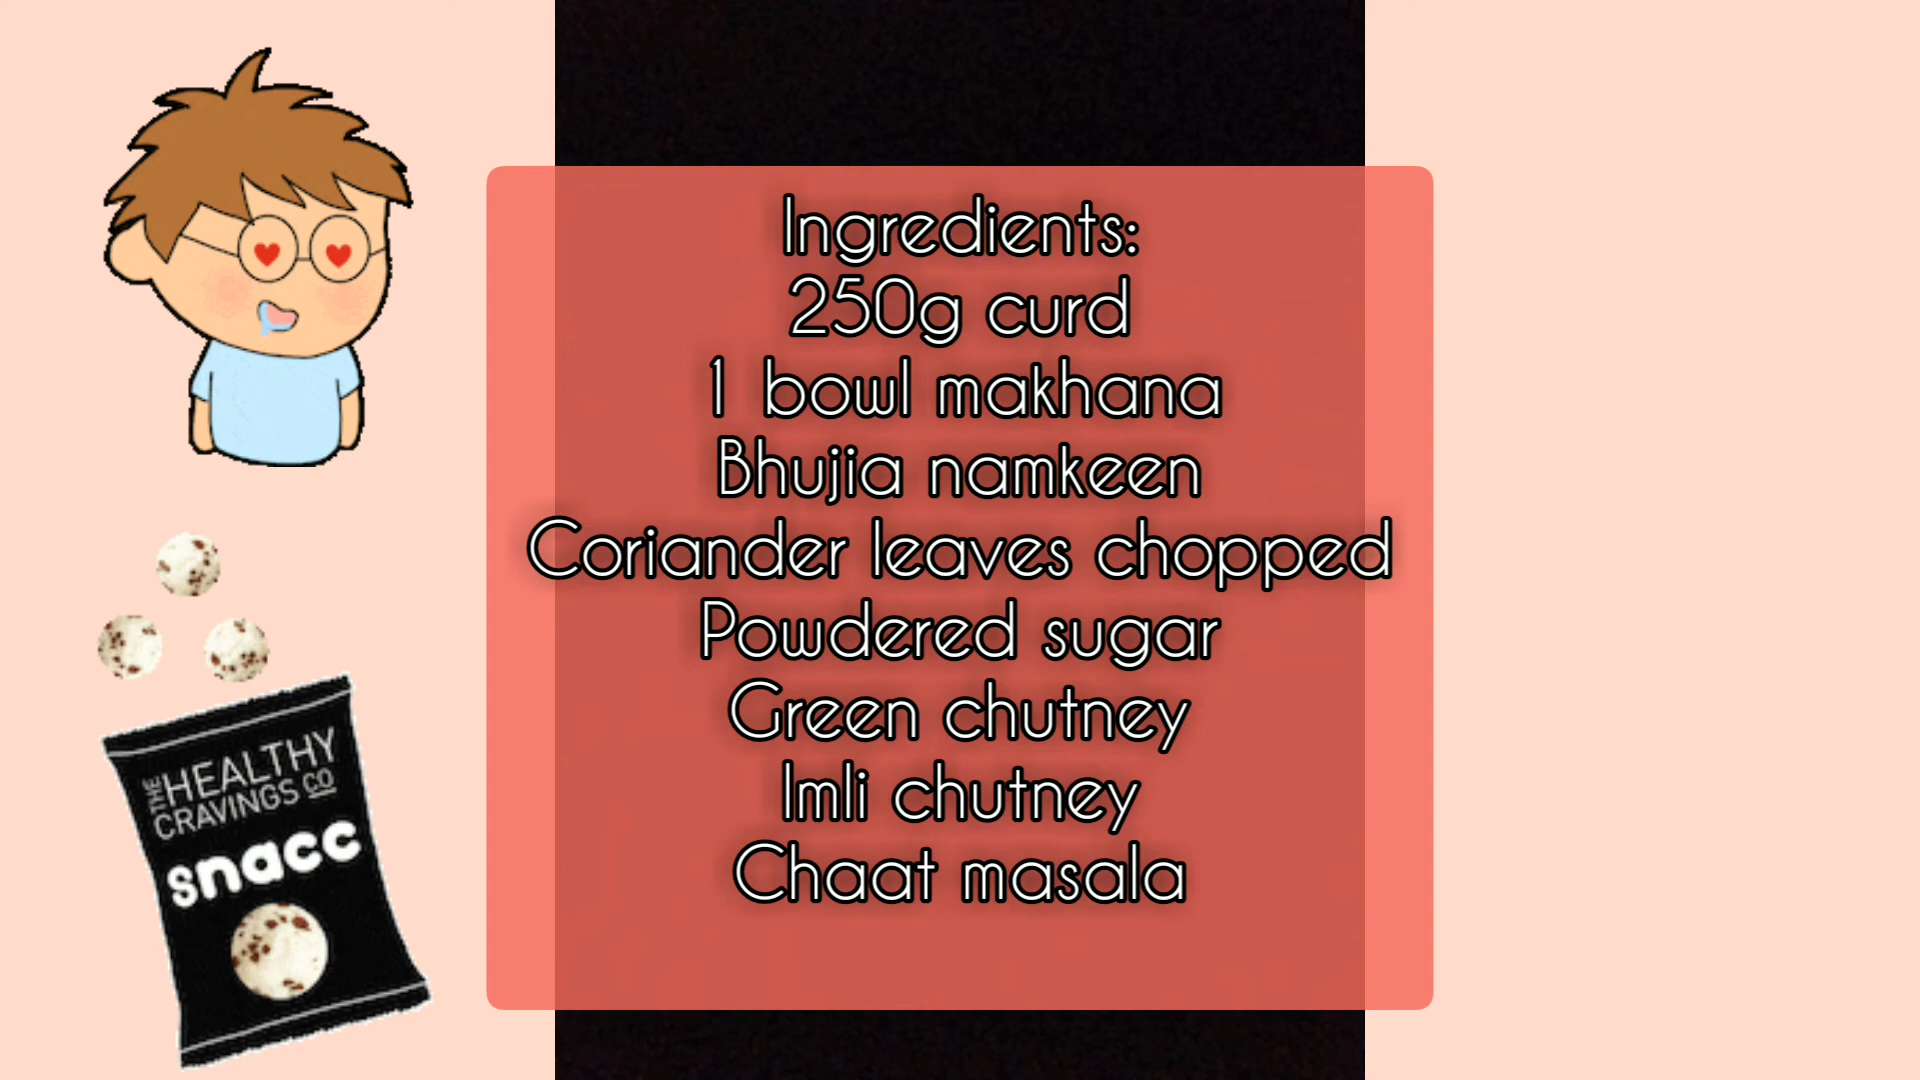 Ingredients:
250g curd
1 bowl makhana
Bhujia namkeen
Coriander leaves chopped
Powdered sugar
Green chutney
Imli chutney
Chaat masala
THE HEALTHY
CRAVINGS CO
snacc